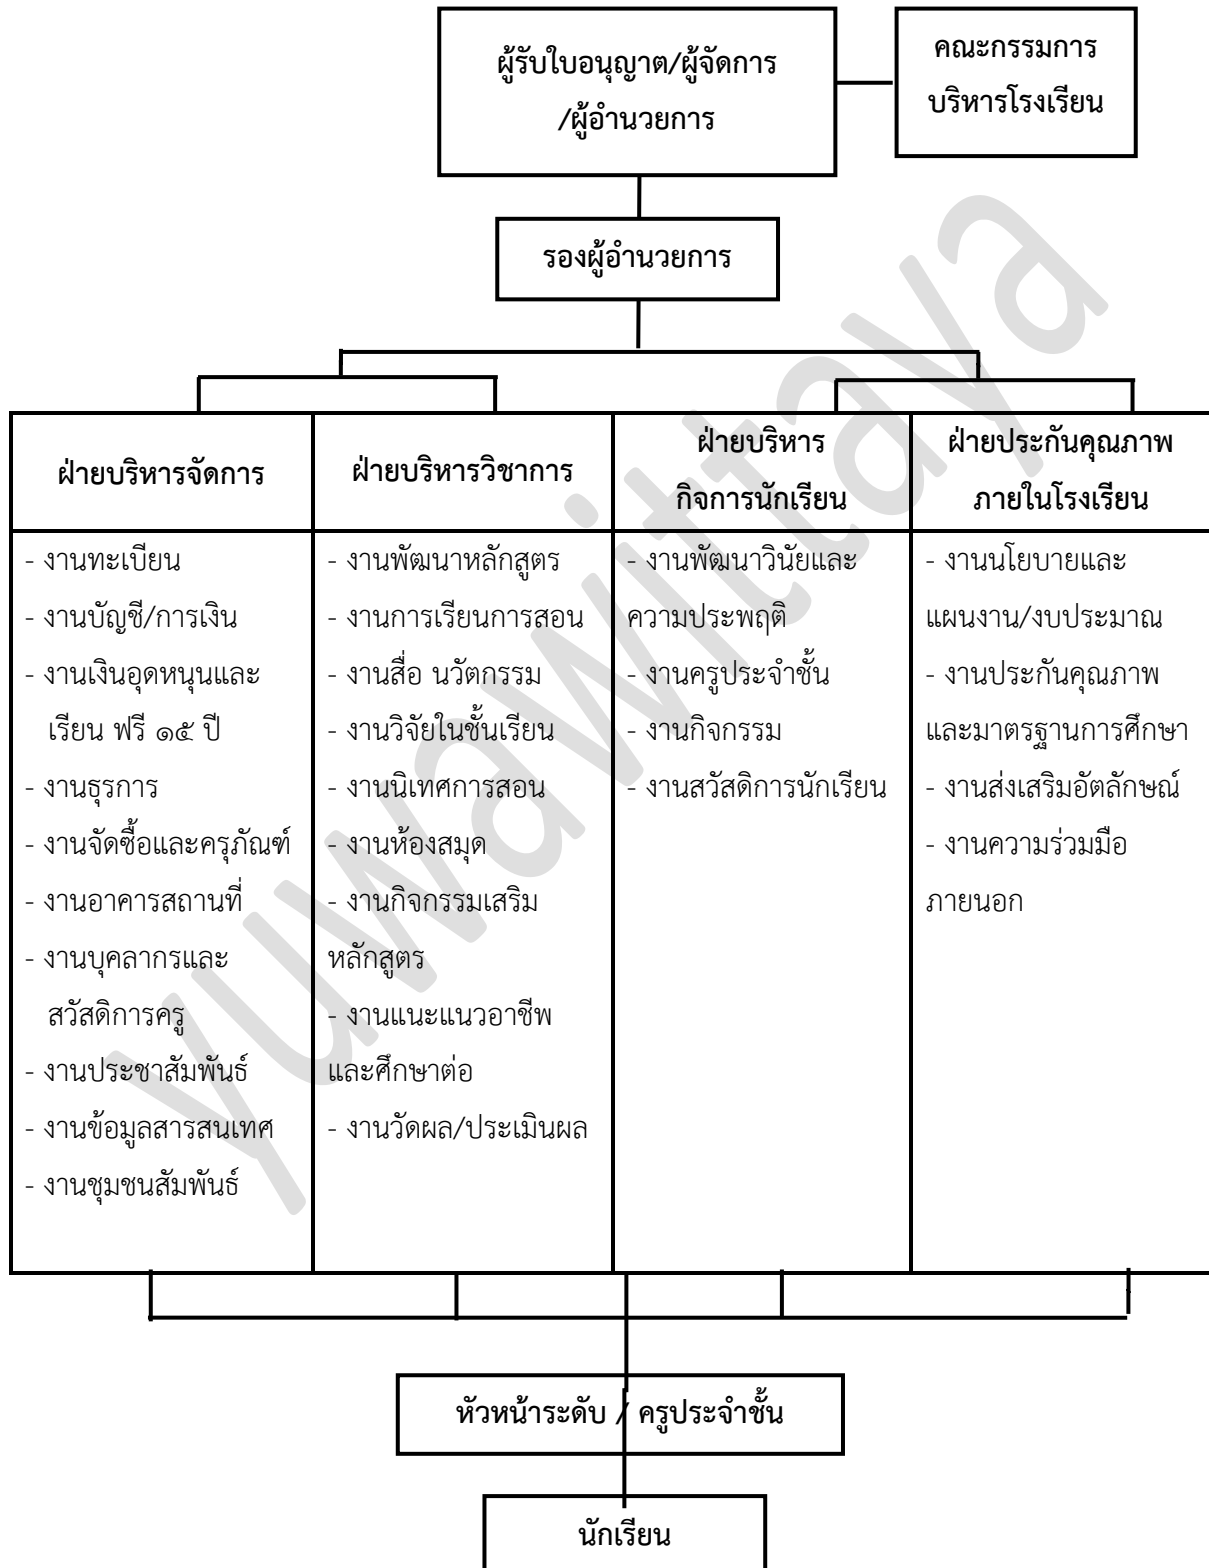 ผู้รับใบอนุญาต/ผู้จัดการ
/ผู้อำนวยการ
คณะกรรมการ
บริหารโรงเรียน
รองผู้อำนวยการ
ฝ่ายบริหารจัดการ
- งานทะเบียน
- งานบัญชี/การเงิน
- งานเงินอุดหนุนและ
เรียน ฟรี ๑๕ ปี
- งานธุรการ
- งานจัดซื้อและครุภัณฑ์
- งานอาคารสถานที่
- งานบุคลากรและ
สวัสดิการครู
- งานประชาสัมพันธ์
- งานข้อมูลสารสนเทศ
- งานชุมชนสัมพันธ์
ฝ่ายบริหารวิชาการ
- งานพัฒนาหลักสูตร
- งานการเรียนการสอน
- งานสื่อ นวัตกรรม
- งานวิจัยในชั้นเรียน
- งานนิเทศการสอน
- งานห้องสมุด
- งานกิจกรรมเสริม
หลักสูตร
- งานแนะแนวอาชีพ
และศึกษาต่อ
- งานวัดผล/ประเมินผล
ฝ่ายบริหาร
กิจการนักเรียน
- งานพัฒนาวินัยและ
ความประพฤติ
- งานครูประจำชั้น
- งานกิจกรรม
- งานสวัสดิการนักเรียน
ฝ่ายประกันคุณภาพ
ภายในโรงเรียน
- งานนโยบายและ
แผนงาน/งบประมาณ
- งานประกันคุณภาพ
และมาตรฐานการศึกษา
- งานส่งเสริมอัตลักษณ์
- งานความร่วมมือ
ภายนอก
หัวหน้าระดับ / ครูประจำชั้น
นักเรียน
yuwawittaya